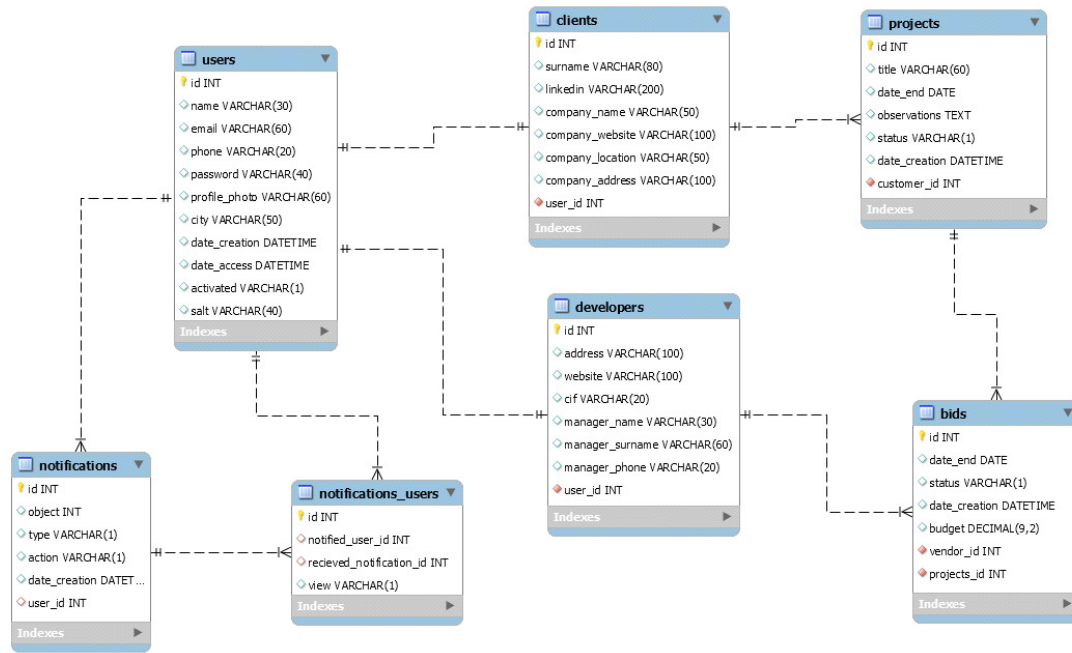 users
id INT
name VARCHAR(30)
email VARCHAR(60)
phone VARCHAR(20)
password VARCHAR(40)
profile_photo VARCHAR(60)
city VARCHAR(50)
date_creation DATETIME
date_access DATETIME
activated VARCHAR(1)
salt VARCHAR(40)
Indexes
clients
id INT
surname VARCHAR(80)
linkedin VARCHAR(200)
company_name VARCHAR(50)
company_website VARCHAR(100)
company_location VARCHAR(50)
company_address VARCHAR(100)
user_id INT
Indexes
projects
id INT
title VARCHAR(60)
date_end DATE
observations TEXT
status VARCHAR(1)
date_creation DATETIME
customer_id INT
Indexes
developers
id INT
address VARCHAR(100)
website VARCHAR(100)
cif VARCHAR(20)
manager_name VARCHAR(30)
manager_surname VARCHAR(60)
manager_phone VARCHAR(20)
user_id INT
Indexes
bids
id INT
date_end DATE
status VARCHAR(1)
date_creation DATETIME
budget DECIMAL(9,2)
vendor_id INT
projects_id INT
Indexes
notifications
id INT
object INT
type VARCHAR(1)
action VARCHAR(1)
date_creation DATET...
user_id INT
Indexes
notifications_users
id INT
notified_user_id INT
recieved_notification_id INT
view VARCHAR(1)
Indexes